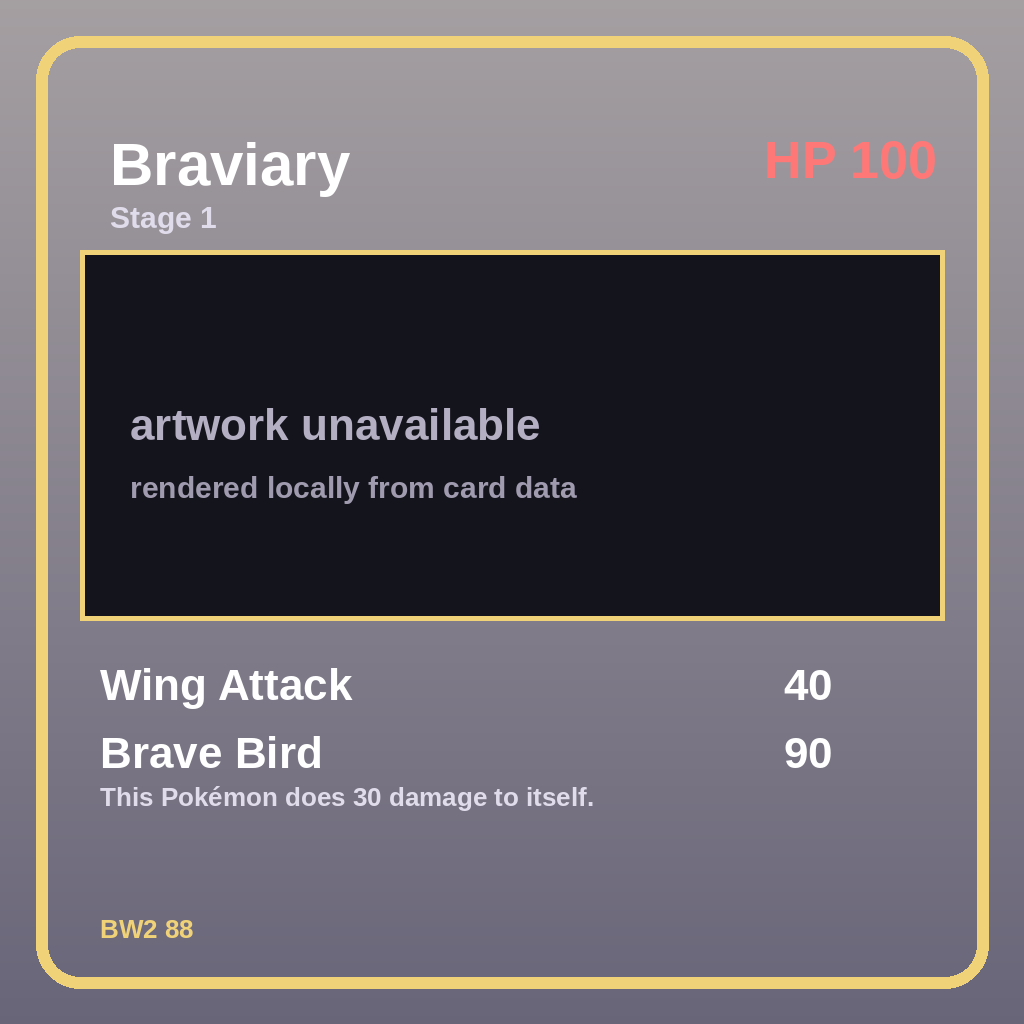 Braviary
HP 100
Stage 1
artwork unavailable
rendered locally from card data
Wing Attack 40
Brave Bird 90
This Pokémon does 30 damage to itself.
BW2 88